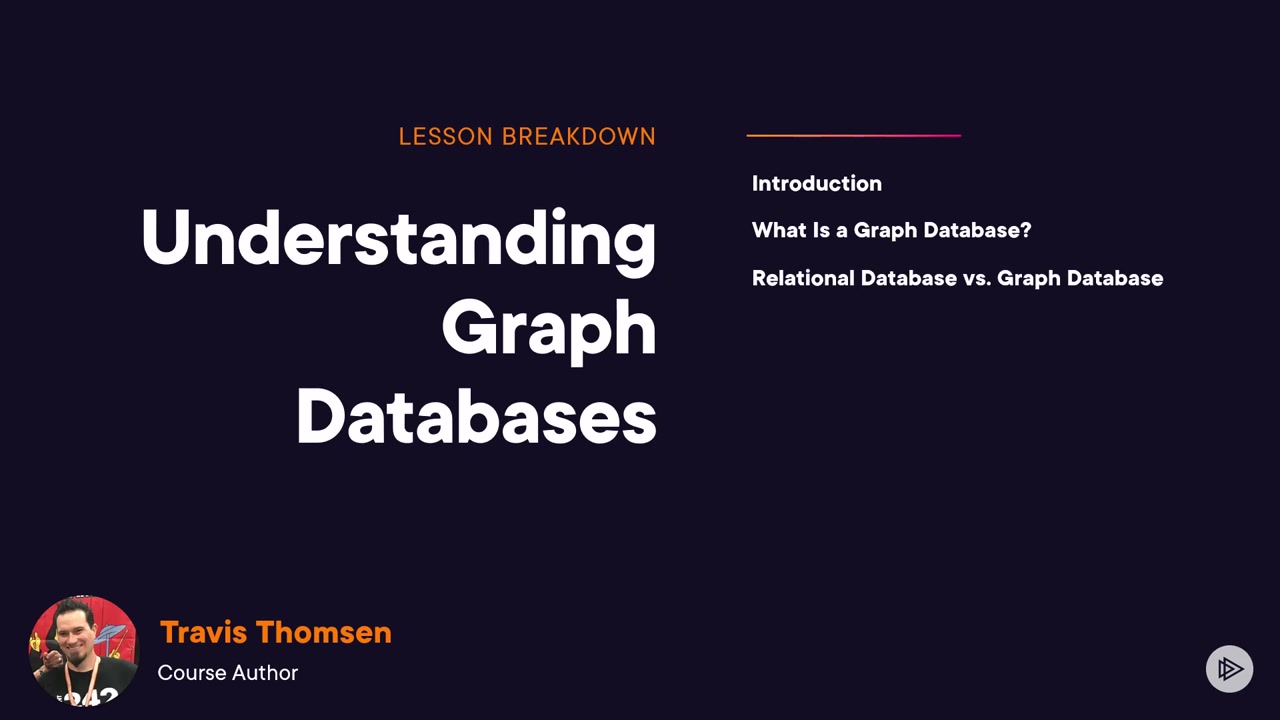 LESSON BREAKDOWN
Understanding
Graph
Databases
Introduction
What Is a Graph Database?
Relational Database vs. Graph Database
Travis Thomsen
Course Author
242